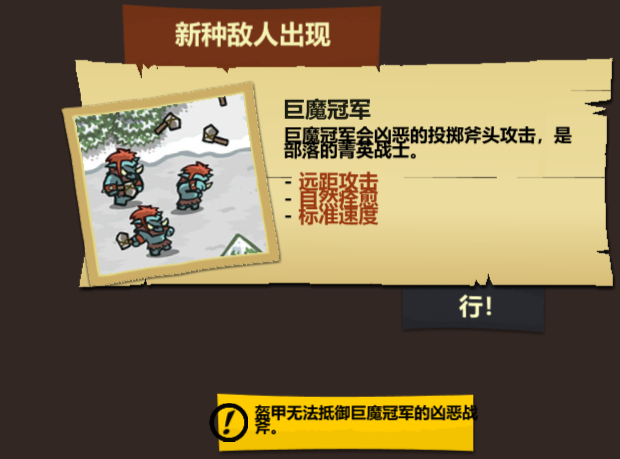 新种敌人出现
巨魔冠军
巨魔冠军会凶恶的投掷斧头攻击，是
部落的菁英战士。
- 远距攻击
- 自然痊愈
- 标准速度
行!
盔甲无法抵御巨魔冠军的凶恶战
斧。